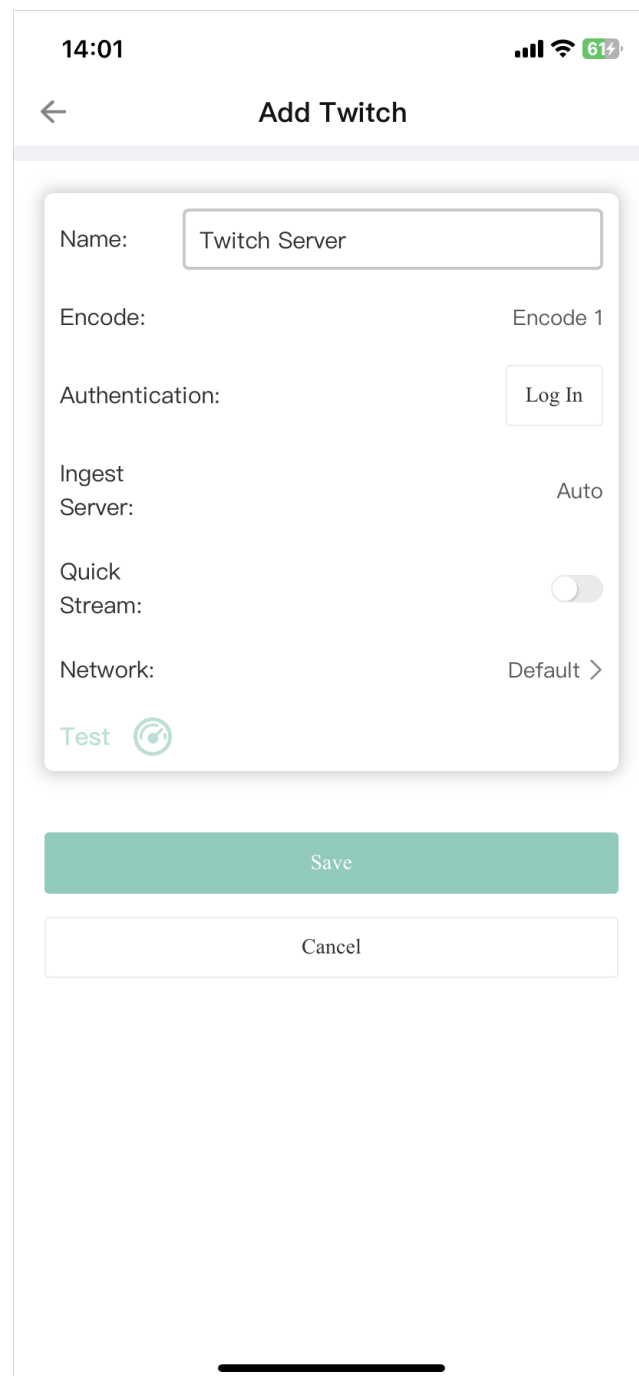 14:01
61
Add Twitch
Name:
Twitch Server
Encode:
Encode 1
Authentication:
Log In
Ingest
Server:
Auto
Quick
Stream:
Network:
Default
Test
Save
Cancel